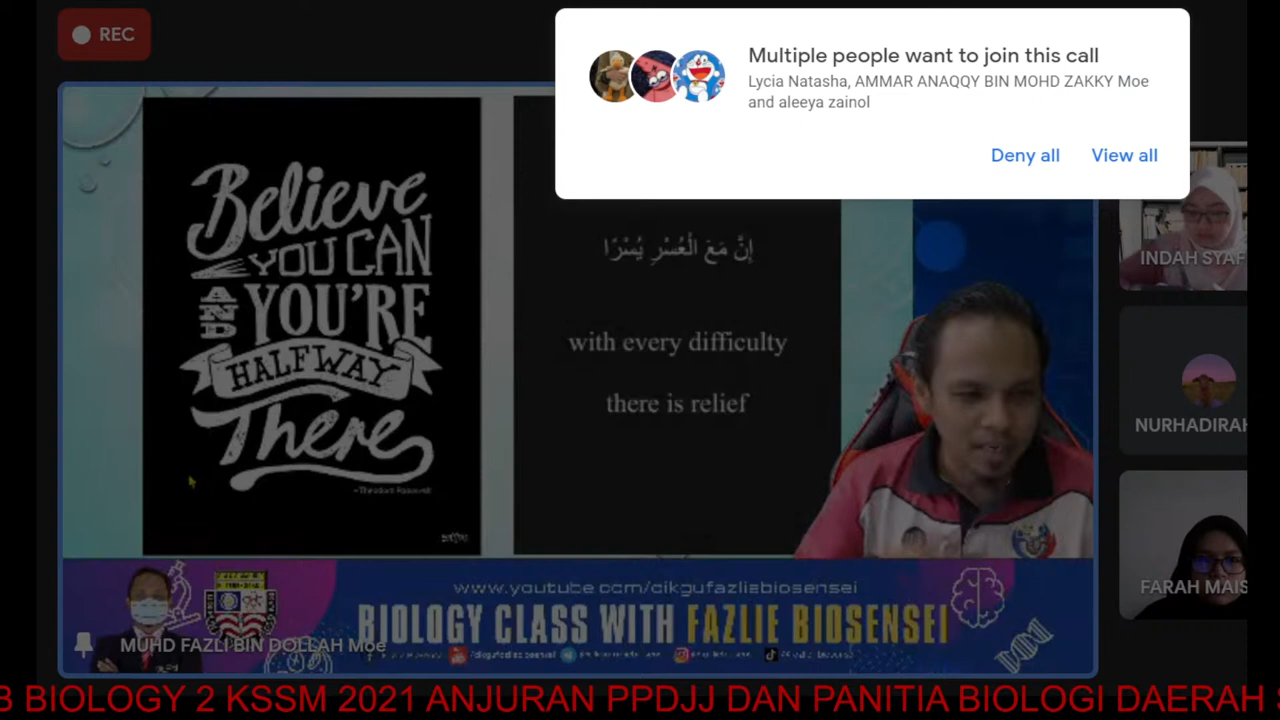 REC
Multiple people want to join this call
Lycia Natasha, AMMAR ANAQQY BIN MOHD ZAKKY Moe
and aleeya zainol
Deny all
View all
Believe
YOU CAN
AND YOU'RE
HALFWAY
There
-Theodore Roosevelt
إِنَّ مَعَ الْعُسْرِ يُسْرًا
with every difficulty
there is relief
INDAH SYAF
NURHADIRAH
FARAH MAIS
www.youtube.com/cikgufazliebiosensei
BIOLOGY CLASS WITH FAZLIE BIOSENSEI
MUHD FAZLI BIN DOLLAH Moe
B BIOLOGY 2 KSSM 2021 ANJURAN PPDJJ DAN PANITIA BIOLOGI DAERAH